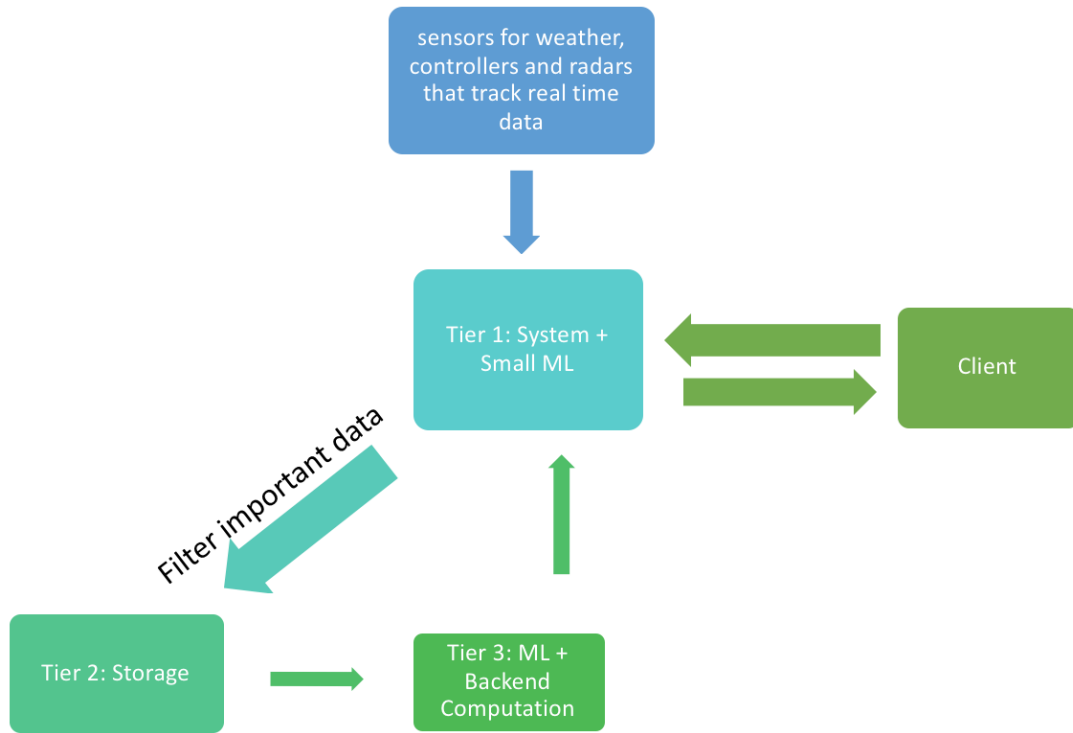 sensors for weather,
controllers and radars
that track real time
data
Tier 1: System +
Small ML
Client
Filter important data
Tier 2: Storage
Tier 3: ML +
Backend
Computation